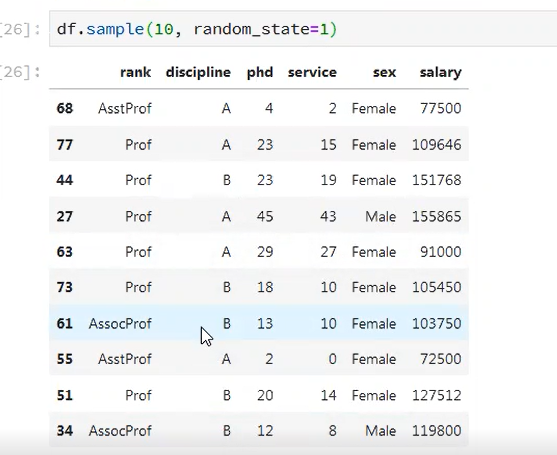 [26]: df.sample(10, random_state=1)
[26]:
rank discipline phd service sex salary
68 AsstProf A 4 2 Female 77500
77 Prof A 23 15 Female 109646
44 Prof B 23 19 Female 151768
27 Prof A 45 43 Male 155865
63 Prof A 29 27 Female 91000
73 Prof B 18 10 Female 105450
61 AssocProf B 13 10 Female 103750
55 AsstProf A 2 0 Female 72500
51 Prof B 20 14 Female 127512
34 AssocProf B 12 8 Male 119800